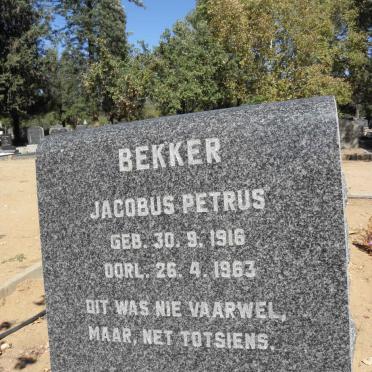 BEKKER
JACOBUS PETRUS
GEB. 30. 9. 1916
OORL. 26. 4. 1963
DIT WAS NIE VAARWEL,
MAAR, NET TOTSIENS.